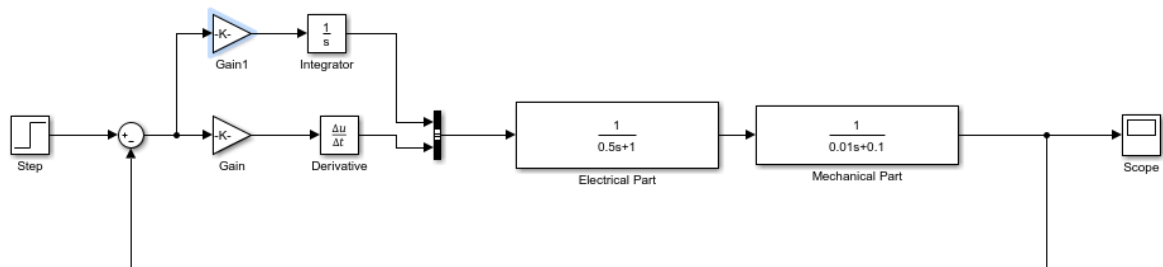 -K-
1
s
Gain1
Integrator
Step
+
−
-K-
Gain
Δu
Δt
Derivative
1
0.5s+1
Electrical Part
1
0.01s+0.1
Mechanical Part
Scope